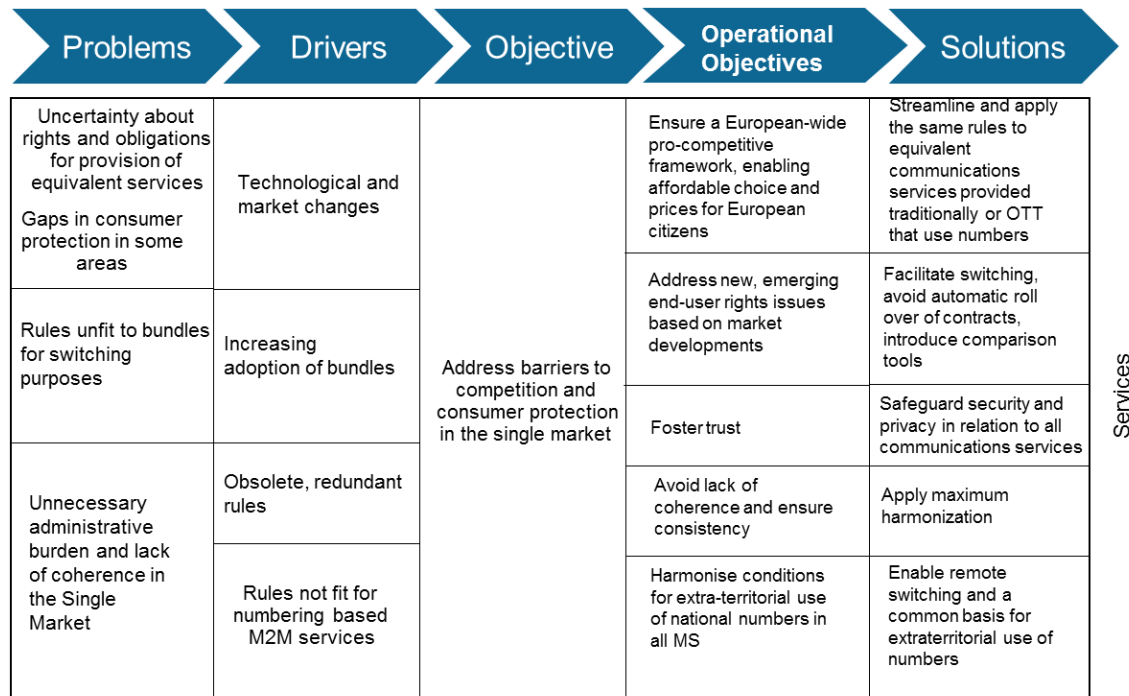 Problems
Drivers
Objective
Operational
Objectives
Solutions
Uncertainty about
rights and obligations
for provision of
equivalent services
Gaps in consumer
protection in some
areas
Rules unfit to bundles
for switching
purposes
Unnecessary
administrative
burden and lack
of coherence in
the Single
Market
Technological and
market changes
Increasing
adoption of bundles
Obsolete, redundant
rules
Rules not fit for
numbering based
M2M services
Address barriers to
competition and
consumer protection
in the single market
Ensure a European-wide
pro-competitive
framework, enabling
affordable choice and
prices for European
citizens
Address new, emerging
end-user rights issues
based on market
developments
Foster trust
Avoid lack of
coherence and ensure
consistency
Harmonise conditions
for extra-territorial use
of national numbers in
all MS
Streamline and apply
the same rules to
equivalent
communications
services provided
traditionally or OTT
that use numbers
Facilitate switching,
avoid automatic roll
over of contracts,
introduce comparison
tools
Safeguard security and
privacy in relation to all
communications services
Apply maximum
harmonization
Enable remote
switching and a
common basis for
extraterritorial use of
numbers
Services